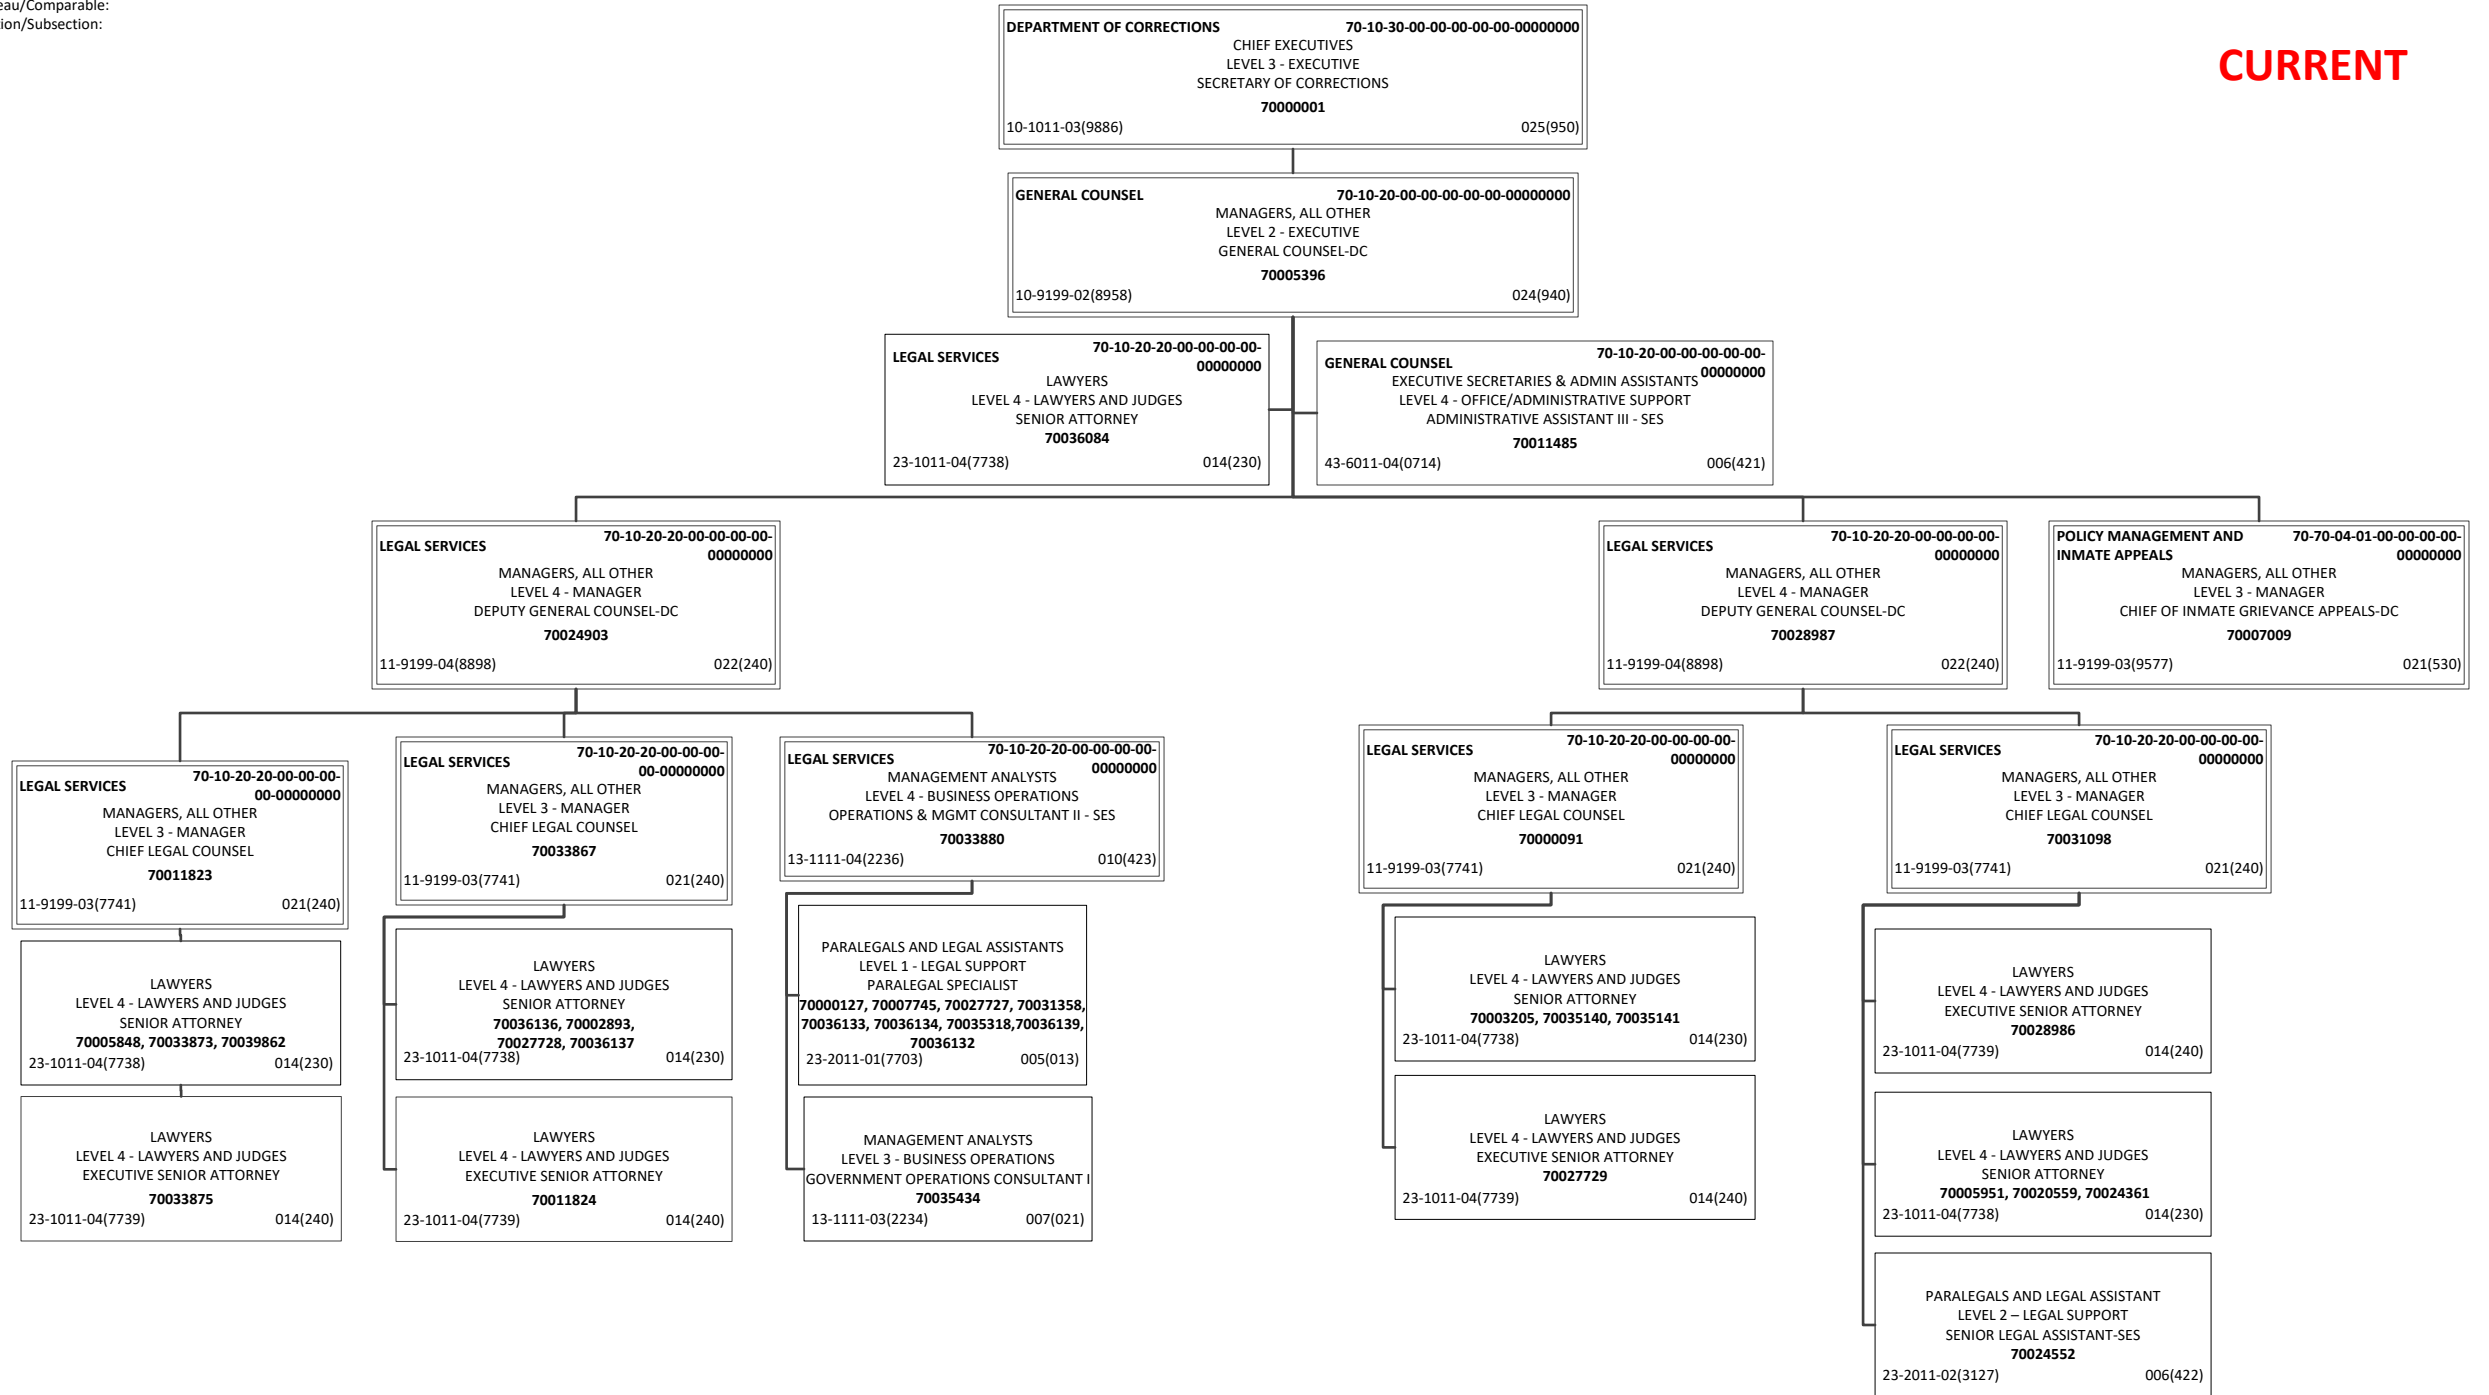 eau/Comparable:
tion/Subsection:
CURRENT
DEPARTMENT OF CORRECTIONS 70-10-30-00-00-00-00-00-00000000
CHIEF EXECUTIVES
LEVEL 3 - EXECUTIVE
SECRETARY OF CORRECTIONS
70000001
10-1011-03(9886) 025(950)
GENERAL COUNSEL 70-10-20-00-00-00-00-00-00000000
MANAGERS, ALL OTHER
LEVEL 2 - EXECUTIVE
GENERAL COUNSEL-DC
70005396
10-9199-02(8958) 024(940)
LEGAL SERVICES 70-10-20-20-00-00-00-00-
00000000
LAWYERS
LEVEL 4 - LAWYERS AND JUDGES
SENIOR ATTORNEY
70036084
23-1011-04(7738) 014(230)
GENERAL COUNSEL 70-10-20-00-00-00-00-00-
00000000
EXECUTIVE SECRETARIES & ADMIN ASSISTANTS
LEVEL 4 - OFFICE/ADMINISTRATIVE SUPPORT
ADMINISTRATIVE ASSISTANT III - SES
70011485
43-6011-04(0714) 006(421)
LEGAL SERVICES 70-10-20-20-00-00-00-00-
00000000
MANAGERS, ALL OTHER
LEVEL 4 - MANAGER
DEPUTY GENERAL COUNSEL-DC
70024903
11-9199-04(8898) 022(240)
LEGAL SERVICES 70-10-20-20-00-00-00-00-
00000000
MANAGERS, ALL OTHER
LEVEL 4 - MANAGER
DEPUTY GENERAL COUNSEL-DC
70028987
11-9199-04(8898) 022(240)
POLICY MANAGEMENT AND 70-70-04-01-00-00-00-00-
INMATE APPEALS 00000000
MANAGERS, ALL OTHER
LEVEL 3 - MANAGER
CHIEF OF INMATE GRIEVANCE APPEALS-DC
70007009
11-9199-03(9577) 021(530)
LEGAL SERVICES 70-10-20-20-00-00-00-
00-00000000
MANAGERS, ALL OTHER
LEVEL 3 - MANAGER
CHIEF LEGAL COUNSEL
70011823
11-9199-03(7741) 021(240)
LEGAL SERVICES 70-10-20-20-00-00-00-
00-00000000
MANAGERS, ALL OTHER
LEVEL 3 - MANAGER
CHIEF LEGAL COUNSEL
70033867
11-9199-03(7741) 021(240)
LEGAL SERVICES 70-10-20-20-00-00-00-00-
00000000
MANAGEMENT ANALYSTS
LEVEL 4 - BUSINESS OPERATIONS
OPERATIONS & MGMT CONSULTANT II - SES
70033880
13-1111-04(2236) 010(423)
LEGAL SERVICES 70-10-20-20-00-00-00-00-
00000000
MANAGERS, ALL OTHER
LEVEL 3 - MANAGER
CHIEF LEGAL COUNSEL
70000091
11-9199-03(7741) 021(240)
LEGAL SERVICES 70-10-20-20-00-00-00-00-
00000000
MANAGERS, ALL OTHER
LEVEL 3 - MANAGER
CHIEF LEGAL COUNSEL
70031098
11-9199-03(7741) 021(240)
LAWYERS
LEVEL 4 - LAWYERS AND JUDGES
SENIOR ATTORNEY
70005848, 70033873, 70039862
23-1011-04(7738) 014(230)
LAWYERS
LEVEL 4 - LAWYERS AND JUDGES
EXECUTIVE SENIOR ATTORNEY
70033875
23-1011-04(7739) 014(240)
LAWYERS
LEVEL 4 - LAWYERS AND JUDGES
SENIOR ATTORNEY
70036136, 70002893,
70027728, 70036137
23-1011-04(7738) 014(230)
LAWYERS
LEVEL 4 - LAWYERS AND JUDGES
EXECUTIVE SENIOR ATTORNEY
70011824
23-1011-04(7739) 014(240)
PARALEGALS AND LEGAL ASSISTANTS
LEVEL 1 - LEGAL SUPPORT
PARALEGAL SPECIALIST
70000127, 70007745, 70027727, 70031358,
70036133, 70036134, 70035318,70036139,
70036132
23-2011-01(7703) 005(013)
MANAGEMENT ANALYSTS
LEVEL 3 - BUSINESS OPERATIONS
GOVERNMENT OPERATIONS CONSULTANT I
70035434
13-1111-03(2234) 007(021)
LAWYERS
LEVEL 4 - LAWYERS AND JUDGES
SENIOR ATTORNEY
70003205, 70035140, 70035141
23-1011-04(7738) 014(230)
LAWYERS
LEVEL 4 - LAWYERS AND JUDGES
EXECUTIVE SENIOR ATTORNEY
70027729
23-1011-04(7739) 014(240)
LAWYERS
LEVEL 4 - LAWYERS AND JUDGES
EXECUTIVE SENIOR ATTORNEY
70028986
23-1011-04(7739) 014(240)
LAWYERS
LEVEL 4 - LAWYERS AND JUDGES
SENIOR ATTORNEY
70005951, 70020559, 70024361
23-1011-04(7738) 014(230)
PARALEGALS AND LEGAL ASSISTANT
LEVEL 2 – LEGAL SUPPORT
SENIOR LEGAL ASSISTANT-SES
70024552
23-2011-02(3127) 006(422)